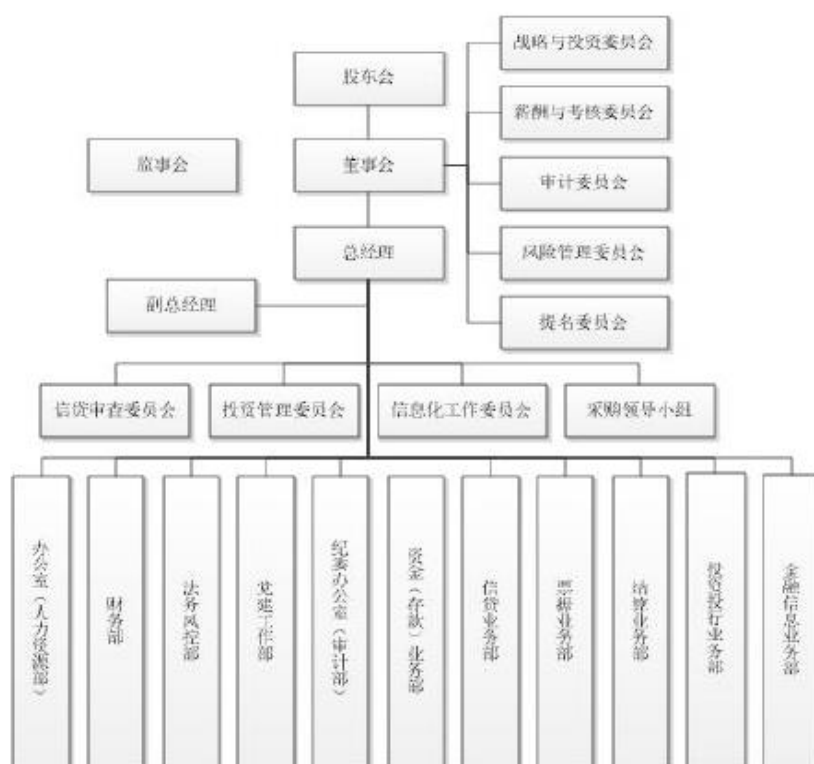 战略与投资委员会
股东会
薪酬与考核委员会
监事会
董事会
审计委员会
总经理
风险管理委员会
副总经理
提名委员会
信贷审查委员会
投资管理委员会
信息化工作委员会
采购领导小组
办公室（人力资源部）
财务部
法务风控部
党建工作部
纪委办公室（审计部）
资金（存款）业务部
信贷业务部
票据业务部
结算业务部
投资投行业务部
金融信息业务部